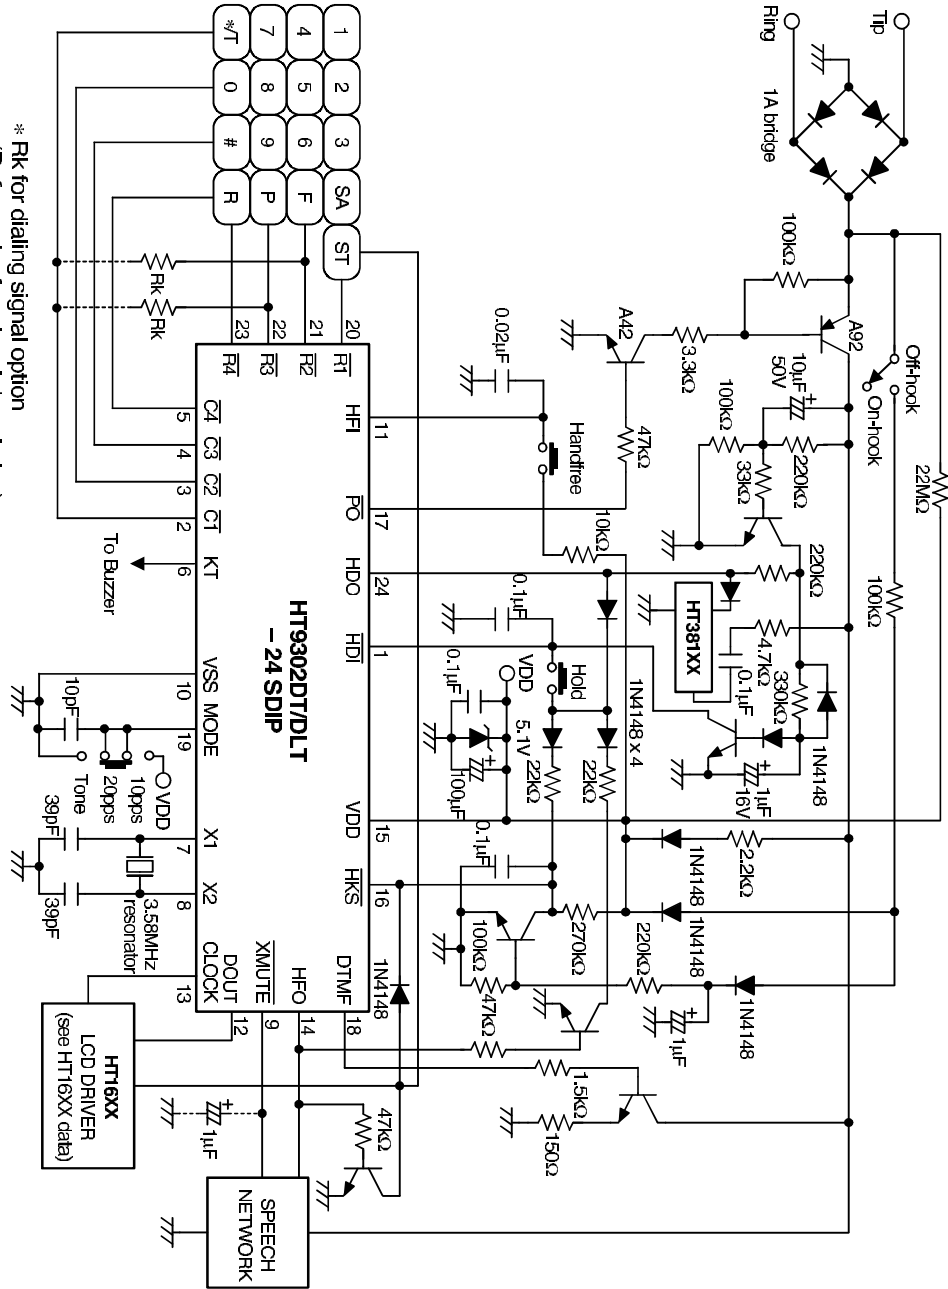 Tip
Ring
1A bridge
100kΩ
A92
Off-hook
On-hook
22MΩ
A42
3.3kΩ
10µF
50V
+
100kΩ
220kΩ
33kΩ
47kΩ
220kΩ
100kΩ
0.02µF
Handfree
10kΩ
HT381XX
4.7kΩ
0.1µF
330kΩ
1N4148
0.1µF
Hold
1N4148 x 4
+
1µF
16V
0.1µF
VDD
5.1V
+
100µF
22kΩ
22kΩ
1N4148
2.2kΩ
0.1µF
1N4148
270kΩ
220kΩ
1N4148
100kΩ
47kΩ
+
1µF
1.5kΩ
150Ω
1N4148
47kΩ
1 2 3 SA ST
4 5 6 F
7 8 9 P
*/T 0 # R
Rk
Rk
20
21
22
23
R1
R2
R3
R4
11
HFI
17
PO
24
HDO
1
HDI
15
VDD
16
HKS
18
DTMF
14
HFO
9
XMUTE
12
DOUT
13
CLOCK
HT9302DT/DLT
– 24 SDIP
C4
5
C3
4
C2
3
C1
2
KT
6
To Buzzer
VSS
10
MODE
19
10pF
Tone
20pps
10pps
VDD
X1
7
X2
8
39pF
39pF
3.58MHz
resonator
HT16XX
LCD DRIVER
(see HT16XX data)
+
1µF
SPEECH
NETWORK
* Rk for dialing signal option